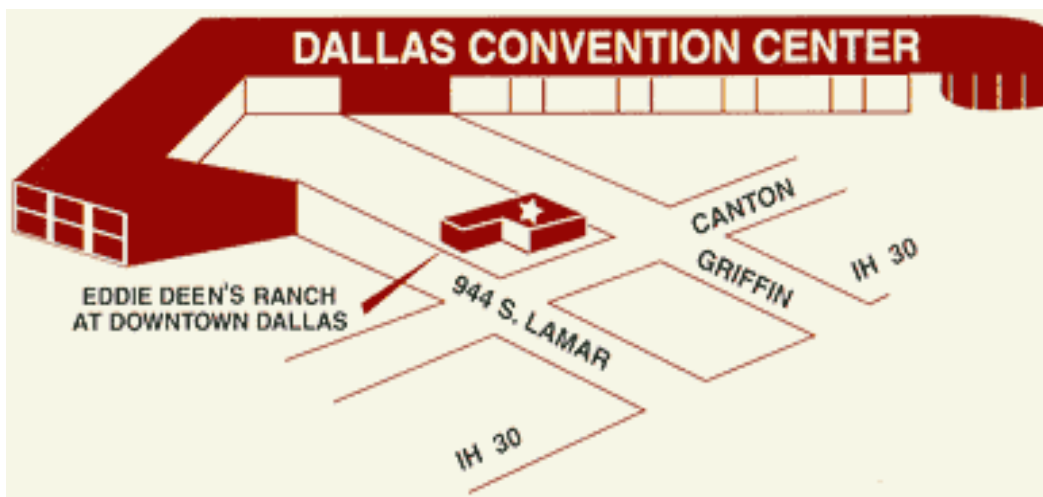 DALLAS CONVENTION CENTER
CANTON
GRIFFIN
IH 30
EDDIE DEEN'S RANCH
AT DOWNTOWN DALLAS
944 S. LAMAR
IH 30